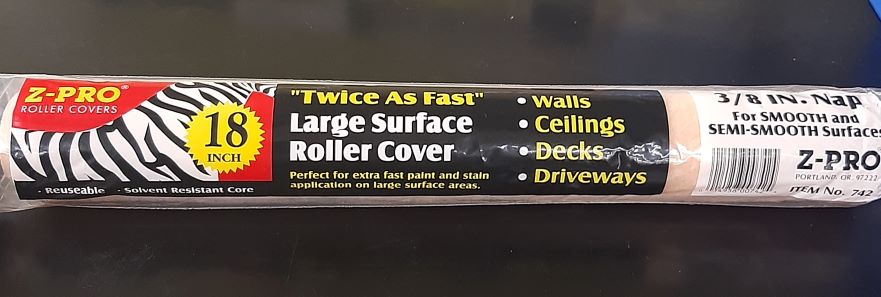 Z-PRO®
ROLLER COVERS
18
INCH
· Reuseable · Solvent Resistant Core
"Twice As Fast"
Large Surface
Roller Cover
Perfect for extra fast paint and stain
application on large surface areas.
• Walls
• Ceilings
• Decks
• Driveways
3/8 IN. Nap
For SMOOTH and
SEMI-SMOOTH Surfaces
Z-PRO
PORTLAND, OR 97222
ITEM No. 742